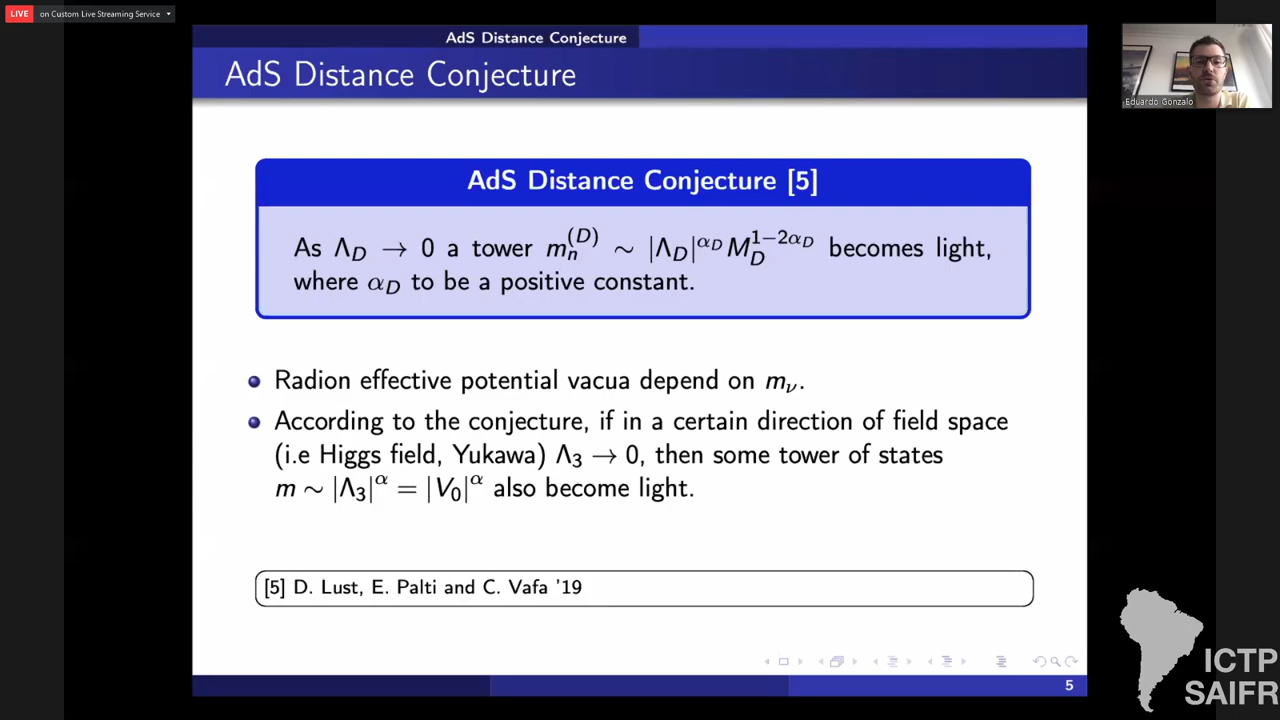 LIVE on Custom Live Streaming Service
AdS Distance Conjecture
AdS Distance Conjecture
Eduardo Gonzalo
AdS Distance Conjecture [5]
As Λ_D → 0 a tower m_n^{(D)} ∼ |Λ_D|^{α_D} M_D^{1−2α_D} becomes light,
where α_D to be a positive constant.
Radion effective potential vacua depend on m_ν.
According to the conjecture, if in a certain direction of field space
(i.e Higgs field, Yukawa) Λ_3 → 0, then some tower of states
m ∼ |Λ_3|^α = |V_0|^α also become light.
[5] D. Lust, E. Palti and C. Vafa '19
5
ICTP
SAIFR